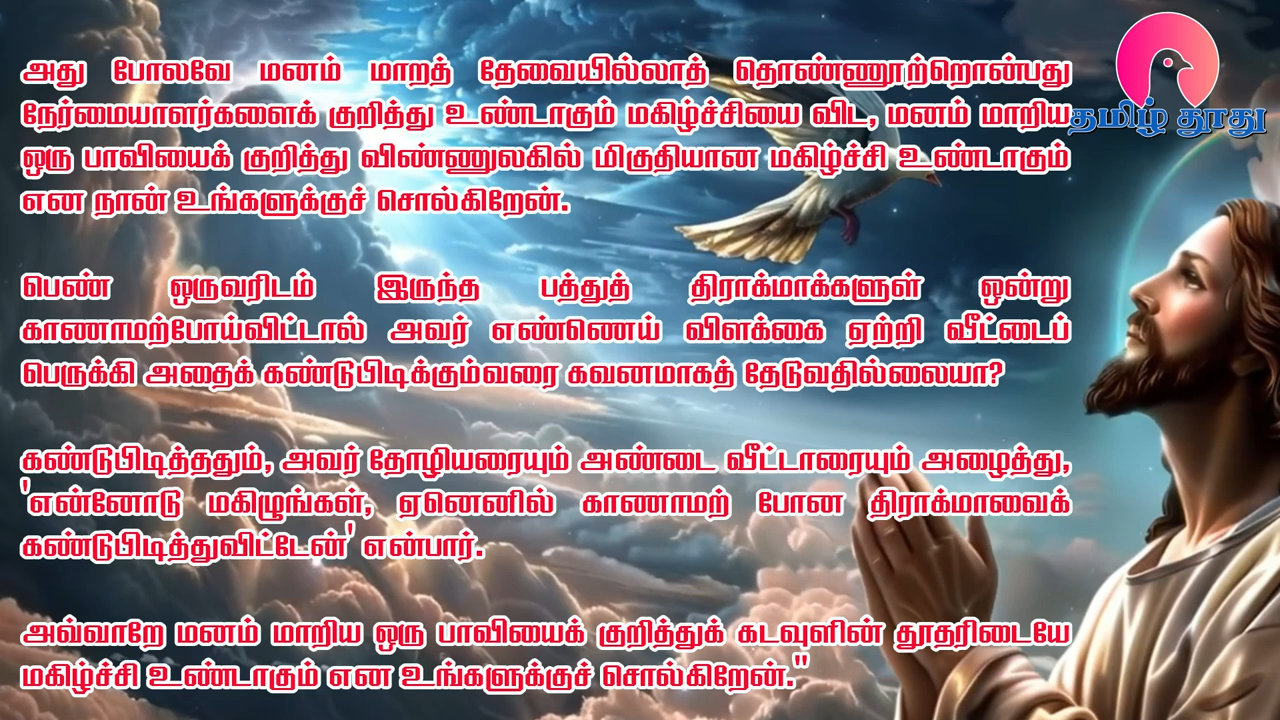 அது போலவே மனம் மாறத் தேவையில்லாத் தொண்ணூற்றொன்பது
நேர்மையாளர்களைக் குறித்து உண்டாகும் மகிழ்ச்சியை விட, மனம் மாறிய
ஒரு பாவியைக் குறித்து விண்ணுலகில் மிகுதியான மகிழ்ச்சி உண்டாகும்
என நான் உங்களுக்குச் சொல்கிறேன்.
தமிழ் தூது
பெண் ஒருவரிடம் இருந்த பத்துத் திராக்மாக்களுள் ஒன்று
காணாமற்போய்விட்டால் அவர் எண்ணெய் விளக்கை ஏற்றி வீட்டைப்
பெருக்கி அதைக் கண்டுபிடிக்கும்வரை கவனமாகத் தேடுவதில்லையா?
கண்டுபிடித்ததும், அவர் தோழியரையும் அண்டை வீட்டாரையும் அழைத்து,
'என்னோடு மகிழுங்கள், ஏனெனில் காணாமற் போன திராக்மாவைக்
கண்டுபிடித்துவிட்டேன்' என்பார்.
அவ்வாறே மனம் மாறிய ஒரு பாவியைக் குறித்துக் கடவுளின் தூதரிடையே
மகிழ்ச்சி உண்டாகும் என உங்களுக்குச் சொல்கிறேன்."